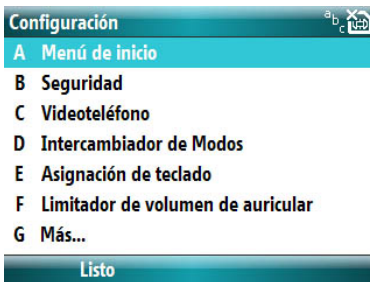 Configuración abc
A Menú de inicio
B Seguridad
C Videoteléfono
D Intercambiador de Modos
E Asignación de teclado
F Limitador de volumen de auricular
G Más...
Listo